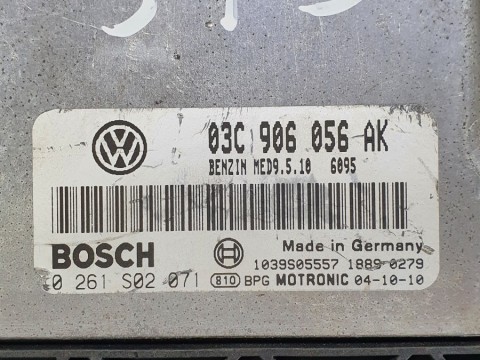 03C 906 056 AK
BENZIN MED9.5.10 6095
BOSCH
Made in Germany
1039S05557 1889-0279
0 261 S02 071 810 BPG MOTRONIC 04-10-10